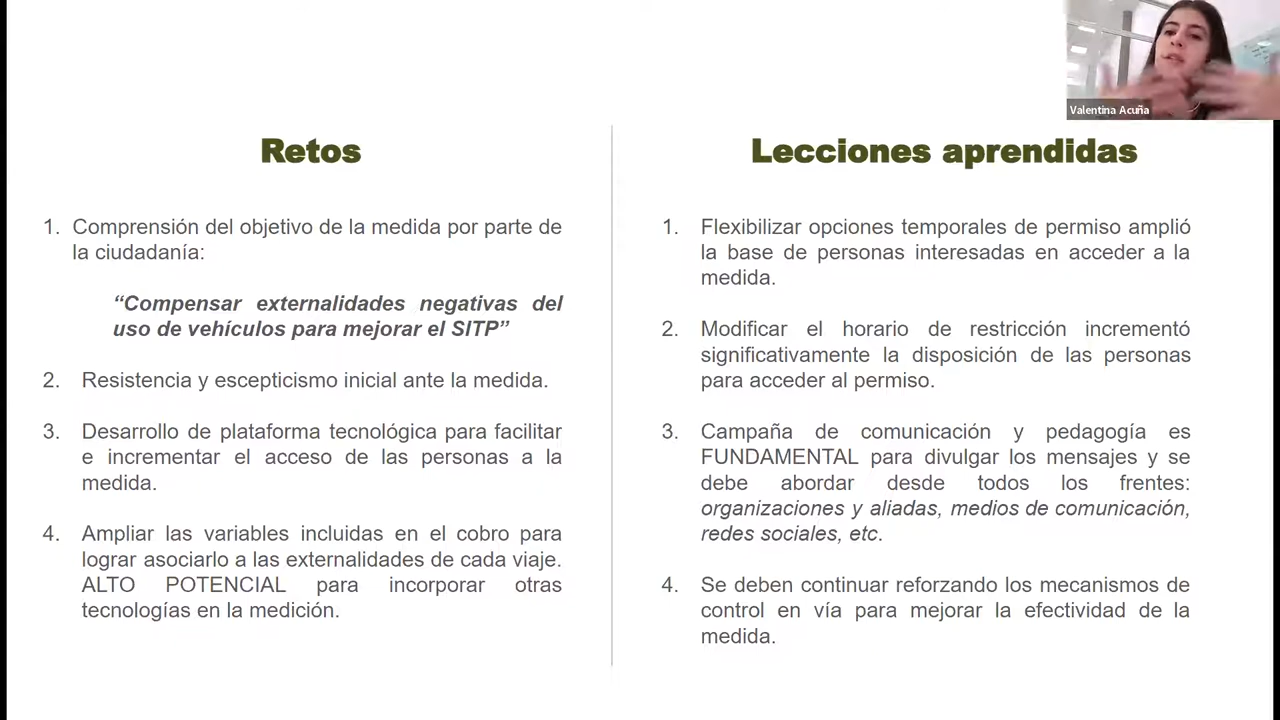 Valentina Acuña
Retos
1. Comprensión del objetivo de la medida por parte de
la ciudadanía:
“Compensar externalidades negativas del
uso de vehículos para mejorar el SITP”
2. Resistencia y escepticismo inicial ante la medida.
3. Desarrollo de plataforma tecnológica para facilitar
e incrementar el acceso de las personas a la
medida.
4. Ampliar las variables incluidas en el cobro para
lograr asociarlo a las externalidades de cada viaje.
ALTO POTENCIAL para incorporar otras
tecnologías en la medición.
Lecciones aprendidas
1. Flexibilizar opciones temporales de permiso amplió
la base de personas interesadas en acceder a la
medida.
2. Modificar el horario de restricción incrementó
significativamente la disposición de las personas
para acceder al permiso.
3. Campaña de comunicación y pedagogía es
FUNDAMENTAL para divulgar los mensajes y se
debe abordar desde todos los frentes:
organizaciones y aliadas, medios de comunicación,
redes sociales, etc.
4. Se deben continuar reforzando los mecanismos de
control en vía para mejorar la efectividad de la
medida.